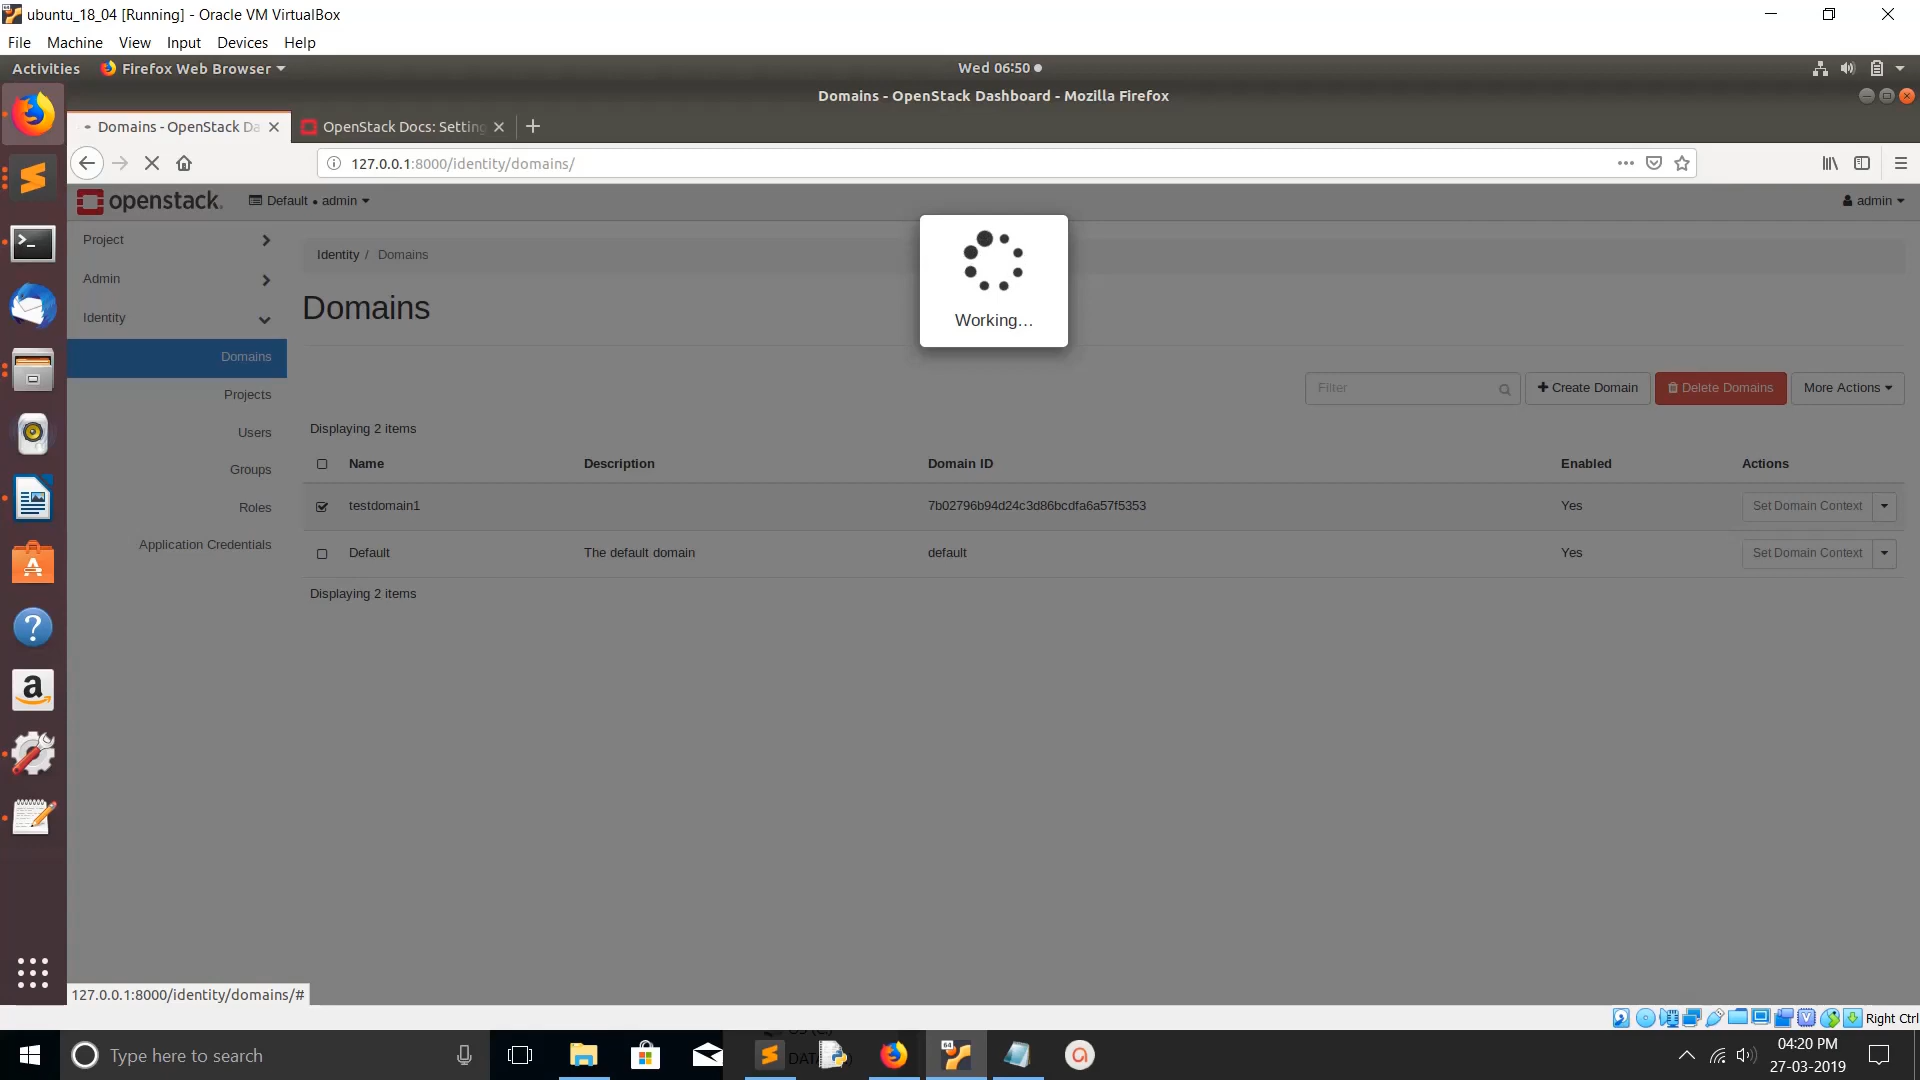 ubuntu_18_04 [Running] - Oracle VM VirtualBox
File Machine View Input Devices Help
Activities Firefox Web Browser Wed 06:50
Domains - OpenStack Dashboard - Mozilla Firefox
Domains - OpenStack Da OpenStack Docs: Setting
127.0.0.1:8000/identity/domains/
openstack. Default • admin admin
Project
Admin
Identity
Domains
Projects
Users
Groups
Roles
Application Credentials
Identity / Domains
Domains
Working...
Filter Create Domain Delete Domains More Actions
Displaying 2 items
Name Description Domain ID Enabled Actions
testdomain1 7b02796b94d24c3d86bcdfa6a57f5353 Yes Set Domain Context
Default The default domain default Yes Set Domain Context
Displaying 2 items
127.0.0.1:8000/identity/domains/#
Right Ctrl
Type here to search
64
04:20 PM
27-03-2019